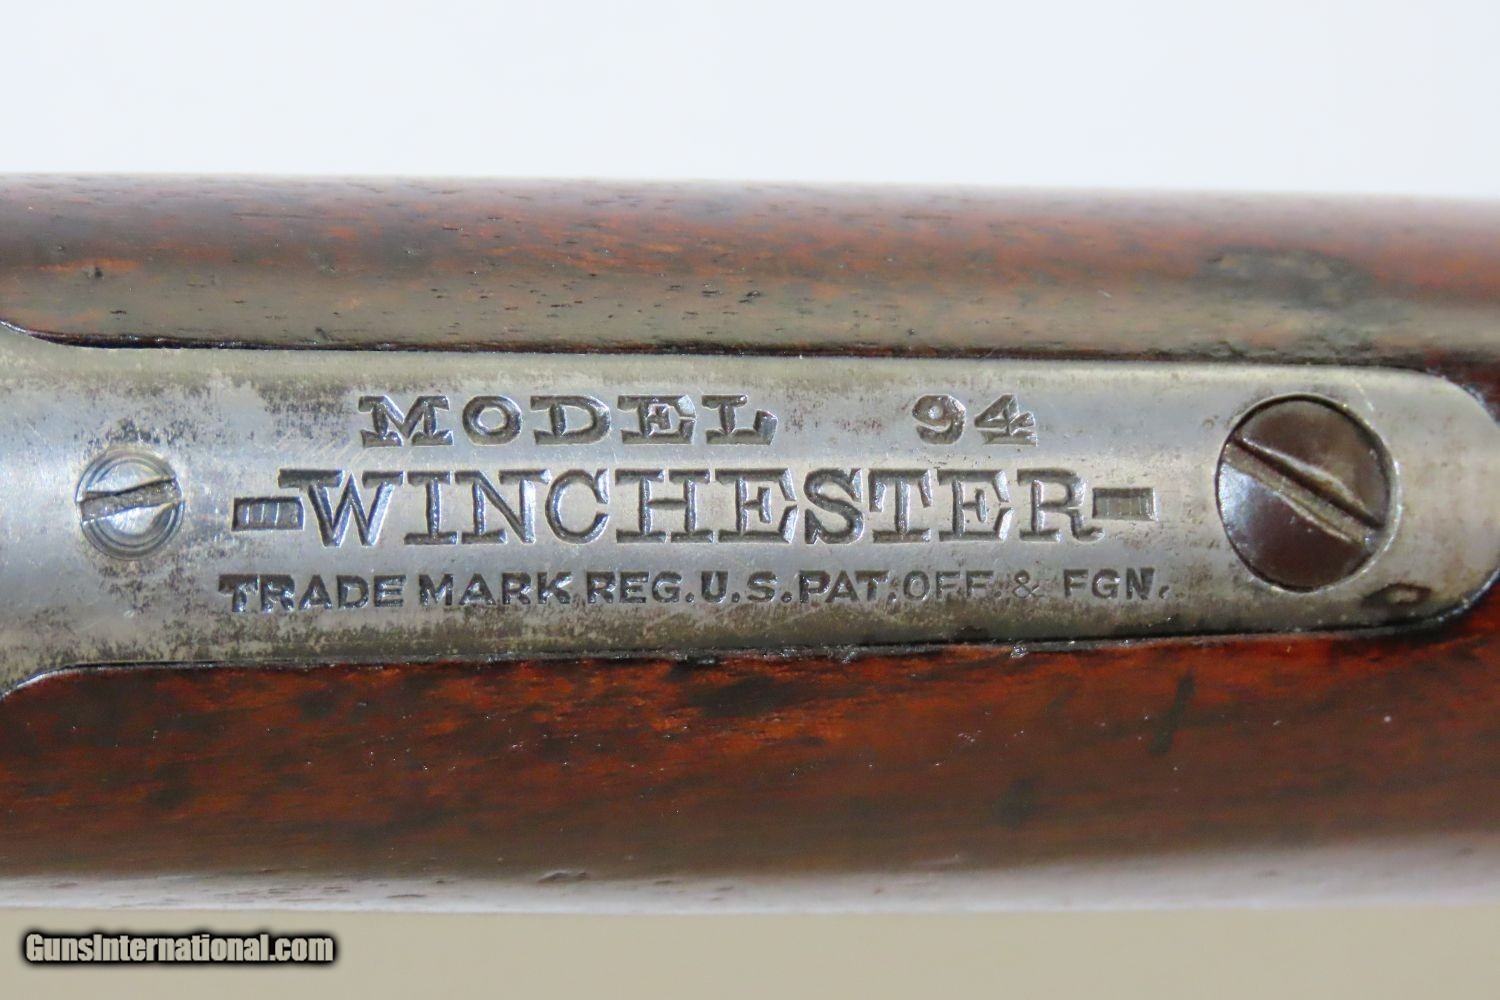 MODEL 94
WINCHESTER
TRADE MARK REG. U.S. PAT. OFF. & FGN.
GunsInternational.com